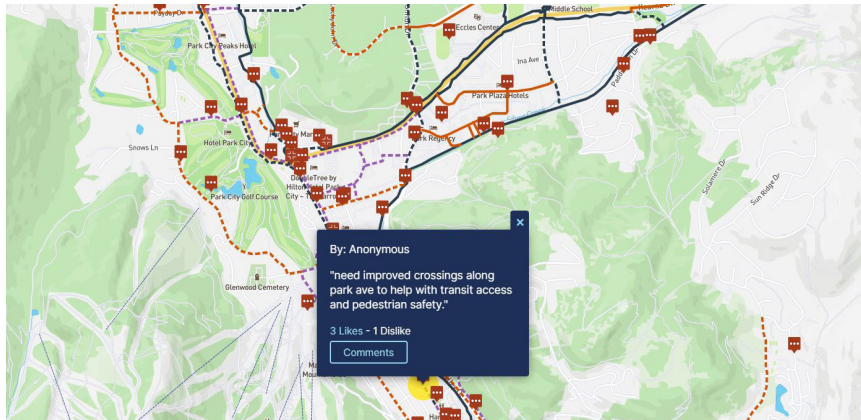 Payday Dr
Middle School
Eccles Center
Park City Peaks Hotel
Ina Ave
Park Plaza Hotels
Snows Ln
Hotel Park City
Park Regency
DoubleTree by
Park City Golf Course
Solamere Dr
Sun Ridge Dr
Glenwood Cemetery
×
By: Anonymous
"need improved crossings along
park ave to help with transit access
and pedestrian safety."
3 Likes - 1 Dislike
Comments